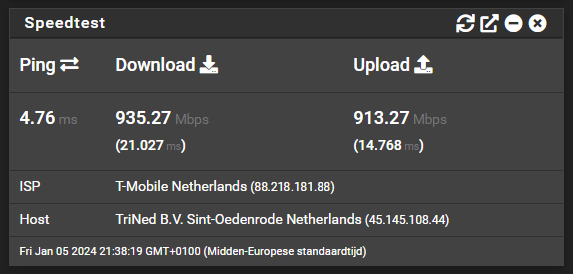 Speedtest
Ping Download Upload
4.76 ms 935.27 Mbps 913.27 Mbps
(21.027 ms) (14.768 ms)
ISP T-Mobile Netherlands (88.218.181.88)
Host TriNed B.V. Sint-Oedenrode Netherlands (45.145.108.44)
Fri Jan 05 2024 21:38:19 GMT+0100 (Midden-Europese standaardtijd)